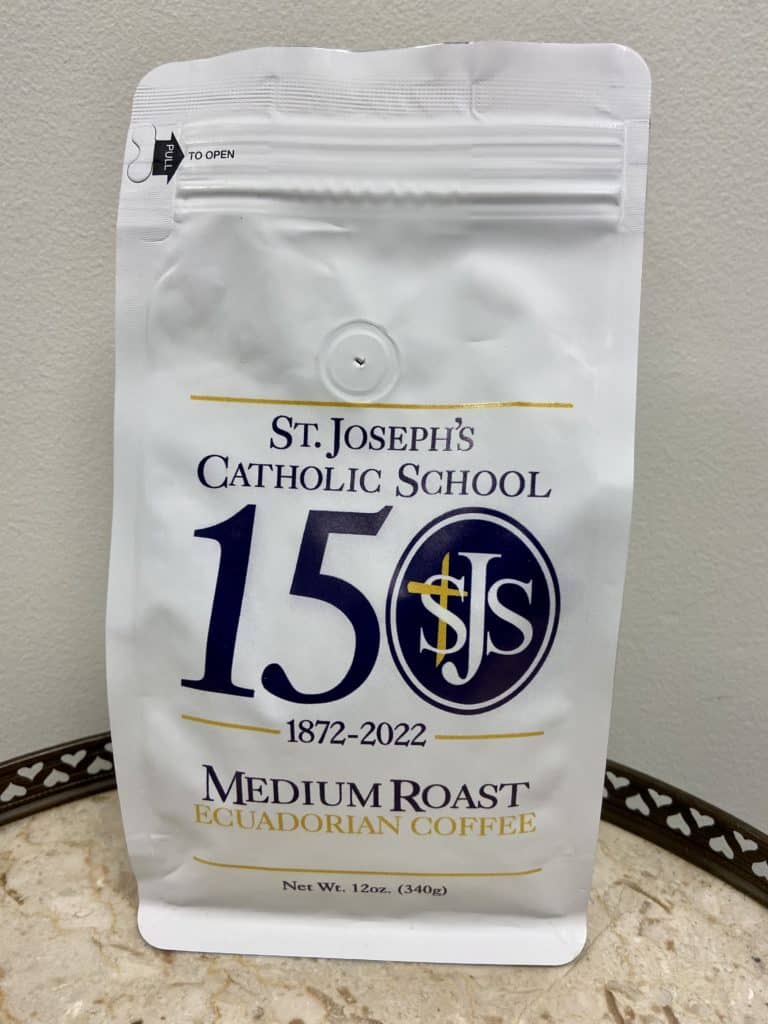 PULL TO OPEN
ST. JOSEPH'S
CATHOLIC SCHOOL
150
SJS
1872-2022
MEDIUM ROAST
ECUADORIAN COFFEE
Net Wt. 12oz. (340g)